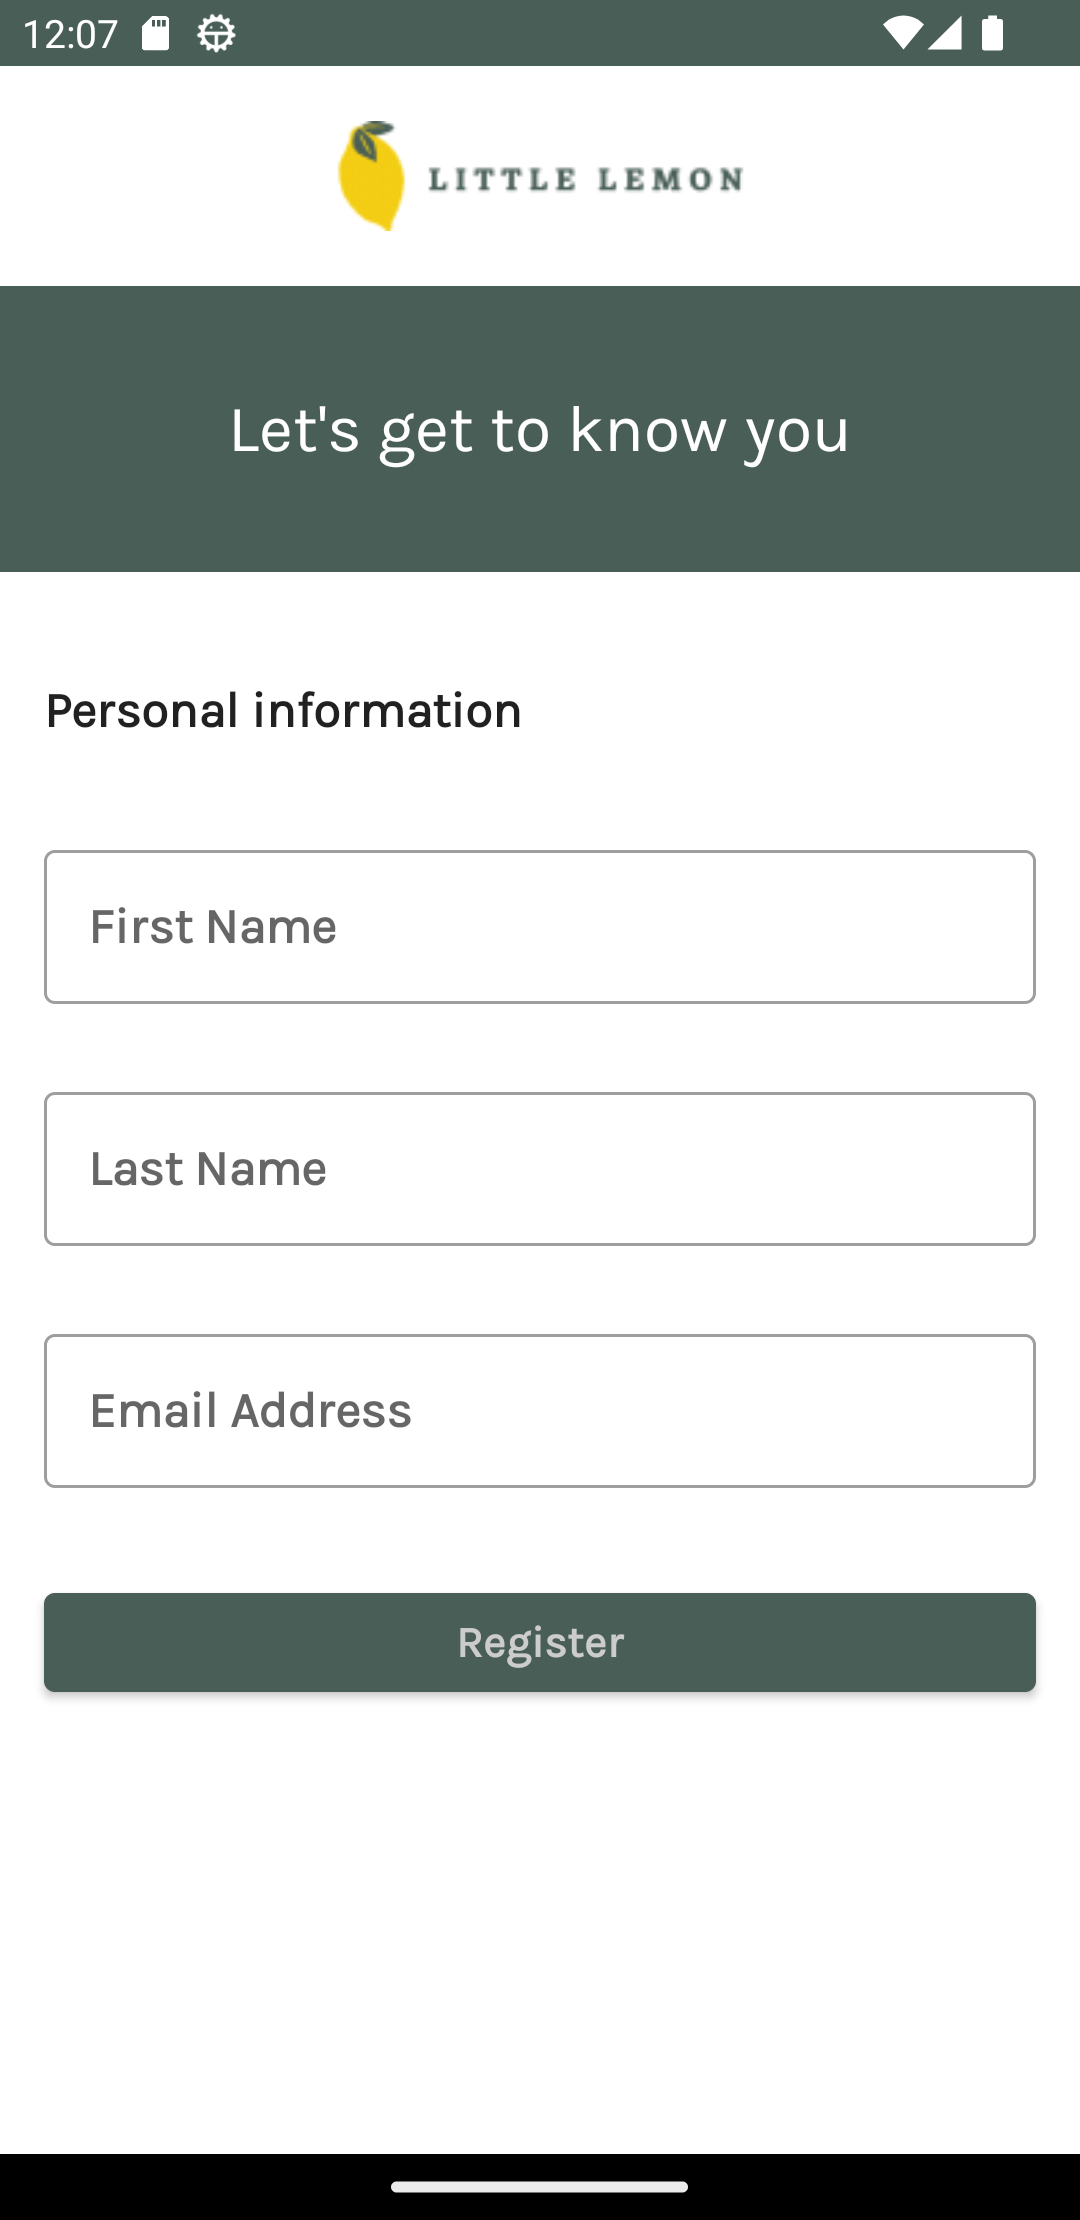 12:07
LITTLE LEMON
Let's get to know you
Personal information
First Name
Last Name
Email Address
Register